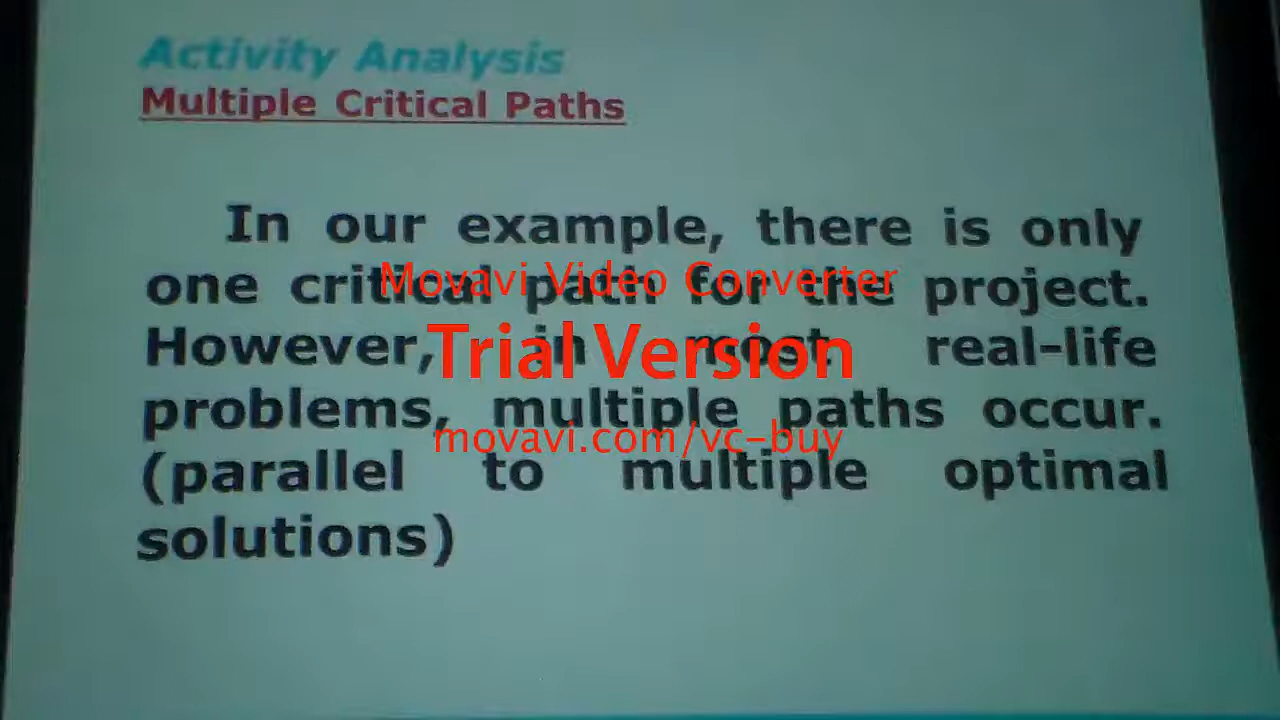 Activity Analysis
Multiple Critical Paths
In our example, there is only
one critical path for the project.
However, in most real-life
problems, multiple paths occur.
(parallel to multiple optimal
solutions)
Movavi Video Converter
Trial Version
movavi.com/vc-buy